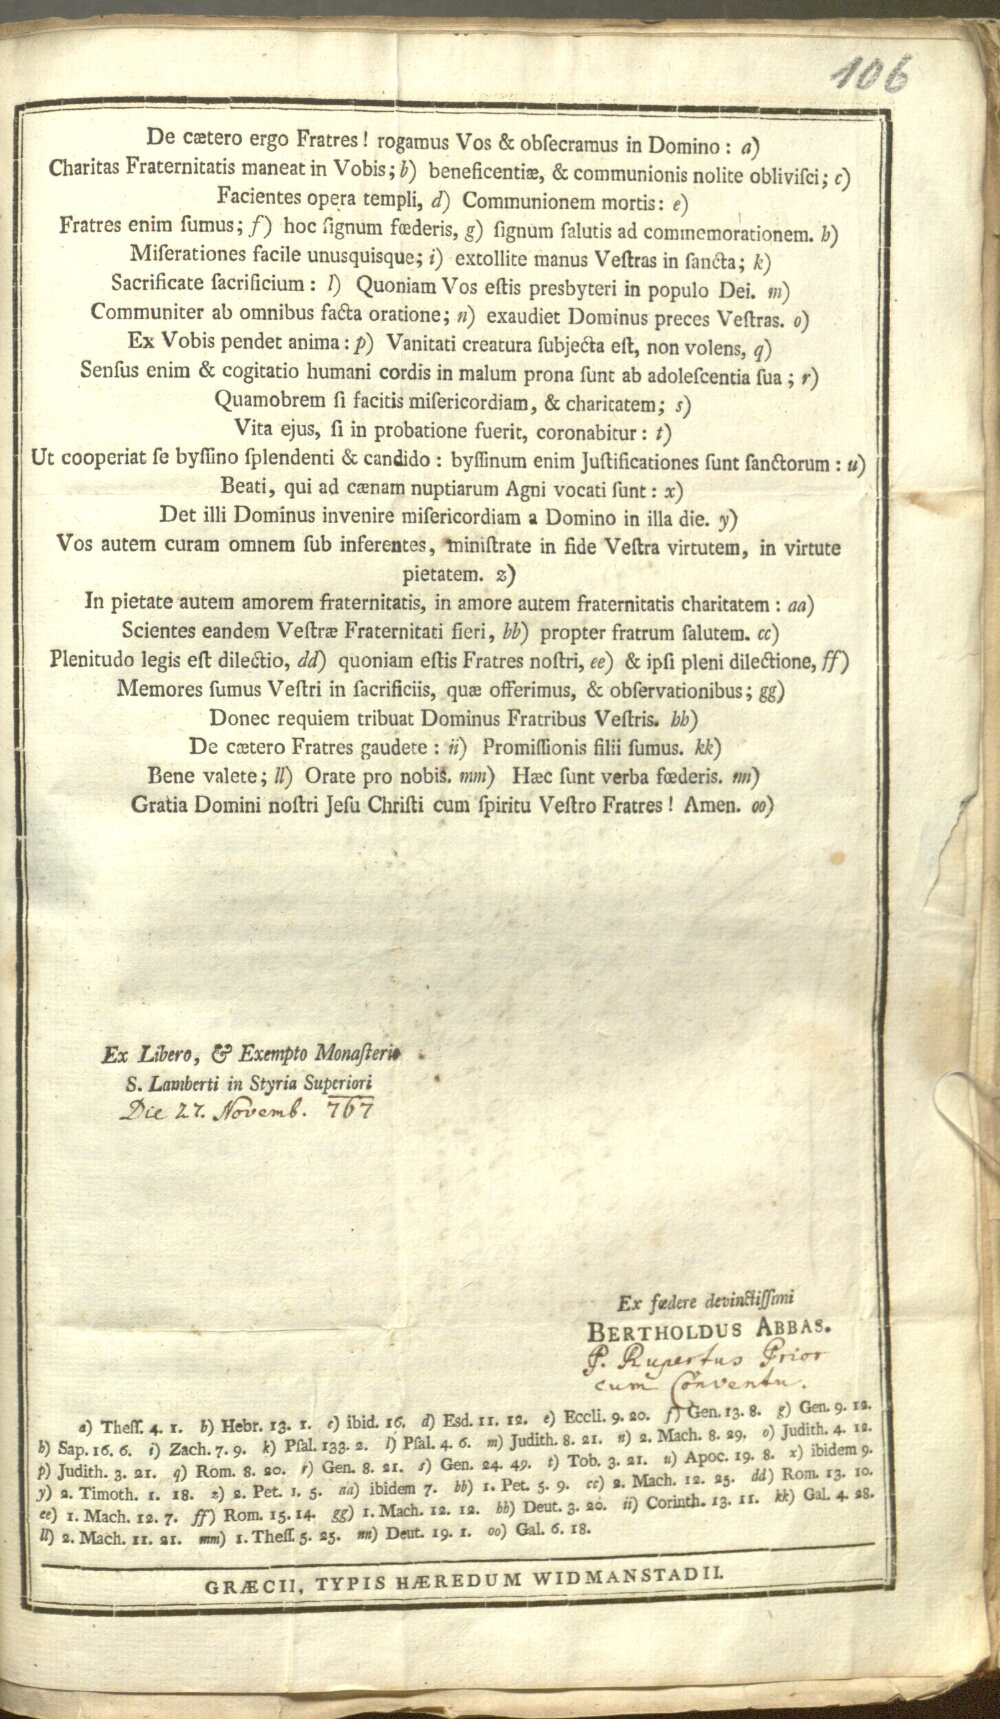 106
De cætero ergo Fratres! rogamus Vos & obſecramus in Domino: a)
Charitas Fraternitatis maneat in Vobis; b) beneficentiæ, & communionis nolite obliviſci; c)
Facientes opera templi, d) Communionem mortis: e)
Fratres enim ſumus; f) hoc ſignum fœderis, g) ſignum ſalutis ad commemorationem. h)
Miſerationes facile unusquisque; i) extollite manus Veſtras in ſancta; k)
Sacrificate ſacrificium: l) Quoniam Vos eſtis presbyteri in populo Dei. m)
Communiter ab omnibus facta oratione; n) exaudiet Dominus preces Veſtras. o)
Ex Vobis pendet anima: p) Vanitati creatura ſubjecta eſt, non volens, q)
Senſus enim & cogitatio humani cordis in malum prona ſunt ab adoleſcentia ſua; r)
Quamobrem ſi facitis miſericordiam, & charitatem; s)
Vita ejus, ſi in probatione fuerit, coronabitur: t)
Ut cooperiat ſe byſſino ſplendenti & candido: byſſinum enim Juſtificationes ſunt ſanctorum: u)
Beati, qui ad cænam nuptiarum Agni vocati ſunt: x)
Det illi Dominus invenire miſericordiam a Domino in illa die. y)
Vos autem curam omnem ſub inferentes, miniſtrate in fide Veſtra virtutem, in virtute
pietatem. z)
In pietate autem amorem fraternitatis, in amore autem fraternitatis charitatem: aa)
Scientes eandem Veſtræ Fraternitati fieri, bb) propter fratrum ſalutem. cc)
Plenitudo legis eſt dilectio, dd) quoniam eſtis Fratres noſtri, ee) & ipſi pleni dilectione, ff)
Memores ſumus Veſtri in ſacrificiis, quæ offerimus, & obſervationibus; gg)
Donec requiem tribuat Dominus Fratribus Veſtris. hh)
De cætero Fratres gaudete: ii) Promiſſionis filii ſumus. kk)
Bene valete; ll) Orate pro nobis. mm) Hæc ſunt verba fœderis. nn)
Gratia Domini noſtri Jeſu Chriſti cum ſpiritu Veſtro Fratres! Amen. oo)
Ex Libero, & Exempto Monaſterio
S. Lamberti in Styria Superiori
Die 27. Novemb. 767
Ex fœdere devinctiſſimi
BERTHOLDUS ABBAS.
P. Rupertus Prior
cum Conventu.
a) Theſſ. 4. 1. b) Hebr. 13. 1. c) ibid. 16. d) Esd. 11. 12. e) Eccli. 9. 20. f) Gen. 13. 8. g) Gen. 9. 12.
h) Sap. 16. 6. i) Zach. 7. 9. k) Pſal. 133. 2. l) Pſal. 4. 6. m) Judith. 8. 21. n) 2. Mach. 8. 29. o) Judith. 4. 12.
p) Judith. 3. 21. q) Rom. 8. 20. r) Gen. 8. 21. s) Gen. 24. 49. t) Tob. 3. 21. u) Apoc. 19. 8. x) ibidem 9.
y) 2. Timoth. 1. 18. z) 2. Pet. 1. 5. aa) ibidem 7. bb) 1. Pet. 5. 9. cc) 2. Mach. 12. 25. dd) Rom. 13. 10.
ee) 1. Mach. 12. 7. ff) Rom. 15. 14. gg) 1. Mach. 12. 12. hh) Deut. 3. 20. ii) Corinth. 13. 11. kk) Gal. 4. 28.
ll) 2. Mach. 11. 21. mm) 1. Theſſ. 5. 25. nn) Deut. 19. 1. oo) Gal. 6. 18.
GRÆCII, TYPIS HÆREDUM WIDMANSTADII.